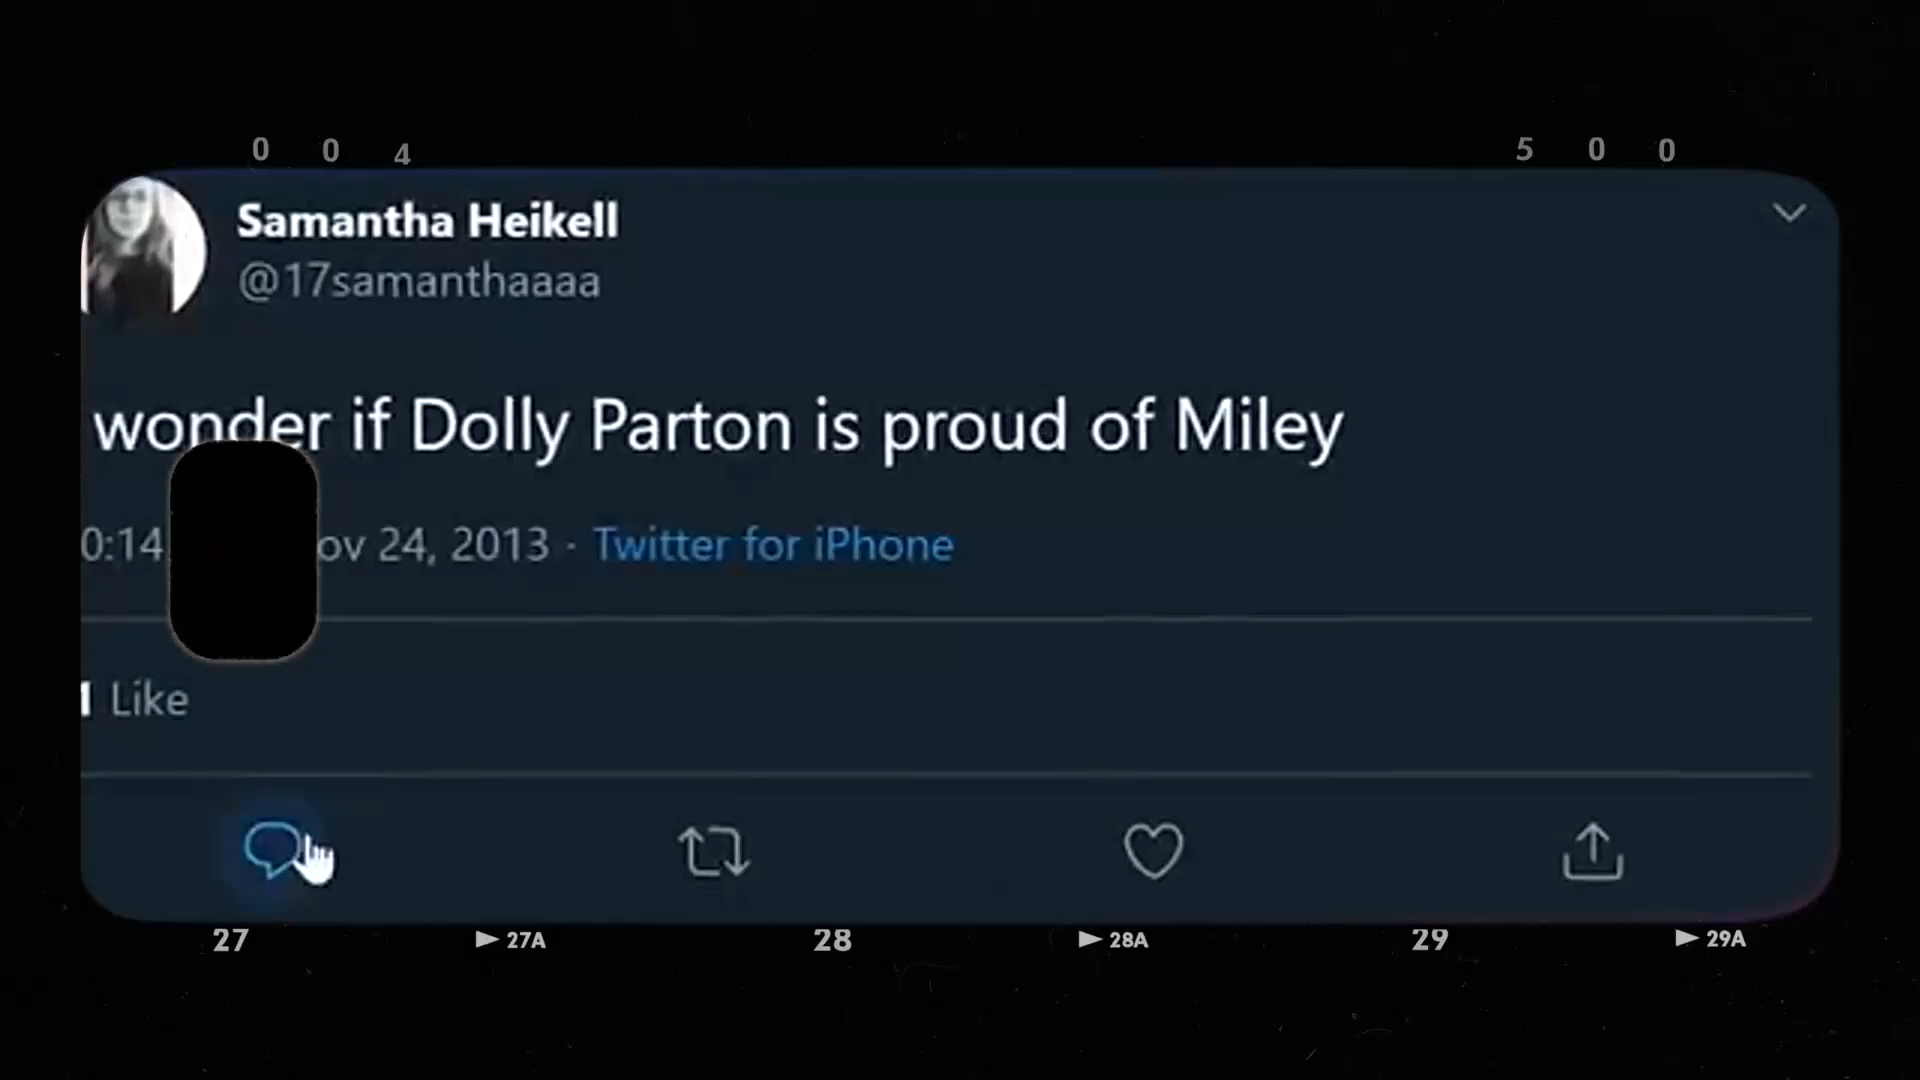 0 0 4 5 0 0
Samantha Heikell
@17samanthaaaa
wonder if Dolly Parton is proud of Miley
0:14 ov 24, 2013 · Twitter for iPhone
1 Like
27 27A 28 28A 29 29A